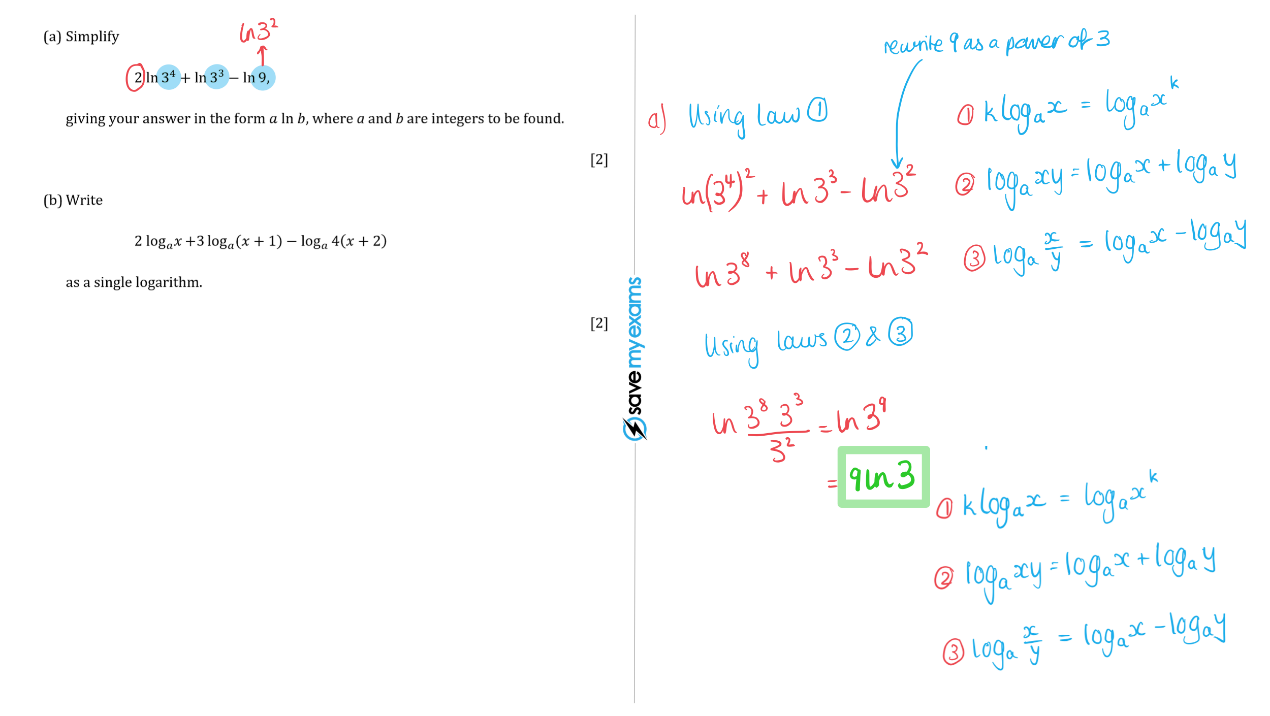 (a) Simplify
ln3²
2 ln 3⁴ + ln 3³ − ln 9,
giving your answer in the form a ln b, where a and b are integers to be found.
[2]
(b) Write
2 logₐx +3 logₐ(x + 1) − logₐ 4(x + 2)
as a single logarithm.
[2]
save my exams
rewrite 9 as a power of 3
a) Using Law ①
ln(3⁴)² + ln 3³ − ln 3²
ln 3⁸ + ln 3³ − ln 3²
Using laws ② & ③
ln 3⁸ 3³ / 3² = ln 3⁹
= 9ln 3
① k logₐ x = logₐ xᵏ
② logₐ xy = logₐ x + logₐ y
③ logₐ x/y = logₐ x − logₐ y
① k logₐ x = logₐ xᵏ
② logₐ xy = logₐ x + logₐ y
③ logₐ x/y = logₐ x − logₐ y